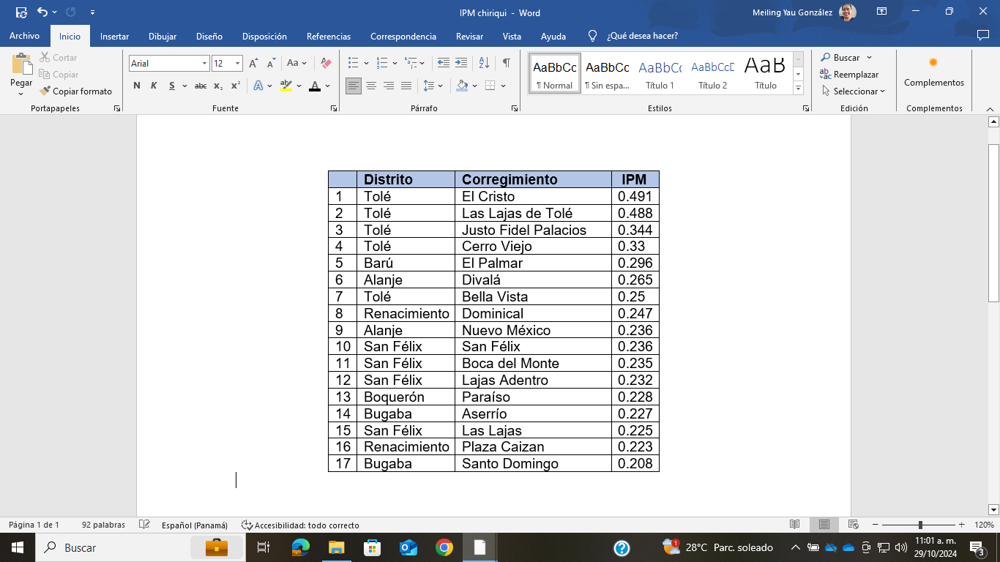 IPM chiriqui - Word
Meiling Yau González
Archivo Inicio Insertar Dibujar Diseño Disposición Referencias Correspondencia Revisar Vista Ayuda ¿Qué desea hacer?
Pegar
Cortar
Copiar
Copiar formato
Portapapeles
Arial 12
Aa
N K S abc x₂ x²
A A
Fuente
Párrafo
AaBbCc AaBbCc AaBbC AaBbCcD AaB
¶ Normal ¶ Sin espa... Título 1 Título 2 Título
Estilos
Buscar
Reemplazar
Seleccionar
Edición
Complementos
Complementos
Distrito Corregimiento IPM
1 Tolé El Cristo 0.491
2 Tolé Las Lajas de Tolé 0.488
3 Tolé Justo Fidel Palacios 0.344
4 Tolé Cerro Viejo 0.33
5 Barú El Palmar 0.296
6 Alanje Divalá 0.265
7 Tolé Bella Vista 0.25
8 Renacimiento Dominical 0.247
9 Alanje Nuevo México 0.236
10 San Félix San Félix 0.236
11 San Félix Boca del Monte 0.235
12 San Félix Lajas Adentro 0.232
13 Boquerón Paraíso 0.228
14 Bugaba Aserrío 0.227
15 San Félix Las Lajas 0.225
16 Renacimiento Plaza Caizan 0.223
17 Bugaba Santo Domingo 0.208
Página 1 de 1 92 palabras Español (Panamá) Accesibilidad: todo correcto 120%
Buscar
28°C Parc. soleado
11:01 a. m.
29/10/2024
3